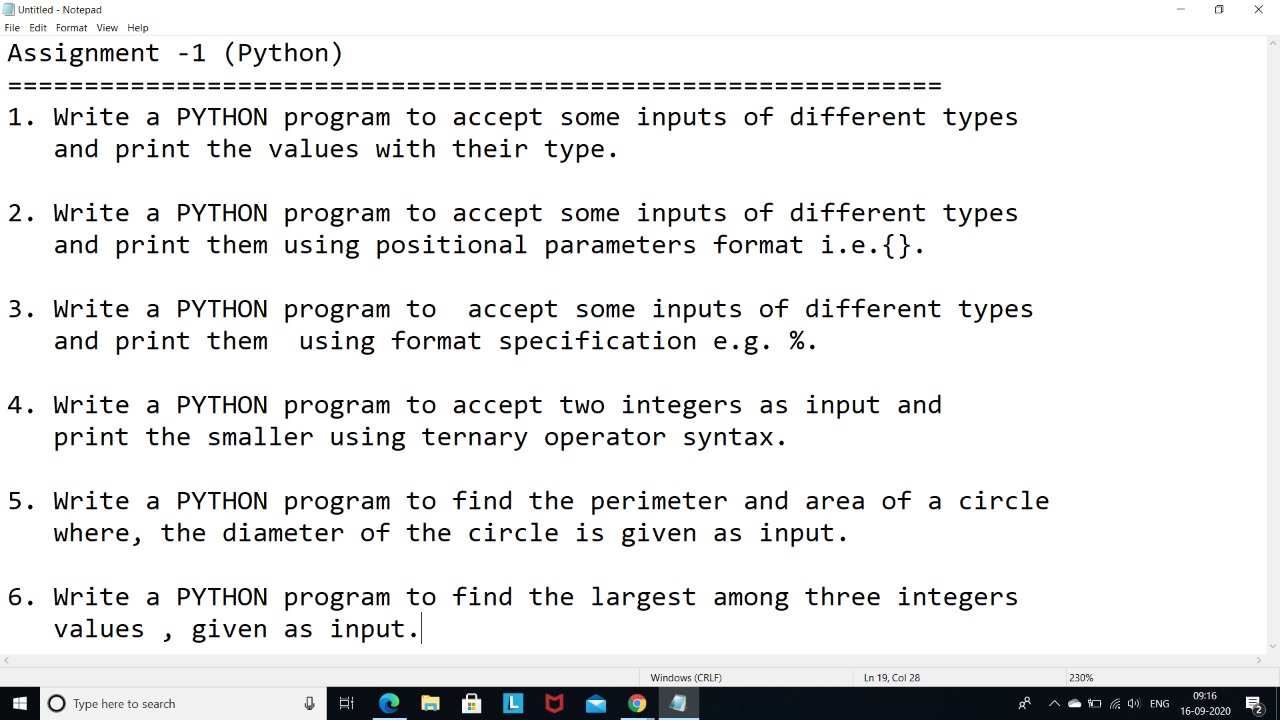 Untitled - Notepad
File Edit Format View Help
Assignment -1 (Python)
=============================================================
1. Write a PYTHON program to accept some inputs of different types
and print the values with their type.
2. Write a PYTHON program to accept some inputs of different types
and print them using positional parameters format i.e.{}.
3. Write a PYTHON program to  accept some inputs of different types
and print them  using format specification e.g. %.
4. Write a PYTHON program to accept two integers as input and
print the smaller using ternary operator syntax.
5. Write a PYTHON program to find the perimeter and area of a circle
where, the diameter of the circle is given as input.
6. Write a PYTHON program to find the largest among three integers
values , given as input.
Windows (CRLF) Ln 19, Col 28 230%
Type here to search L ENG 09:16
16-09-2020 2